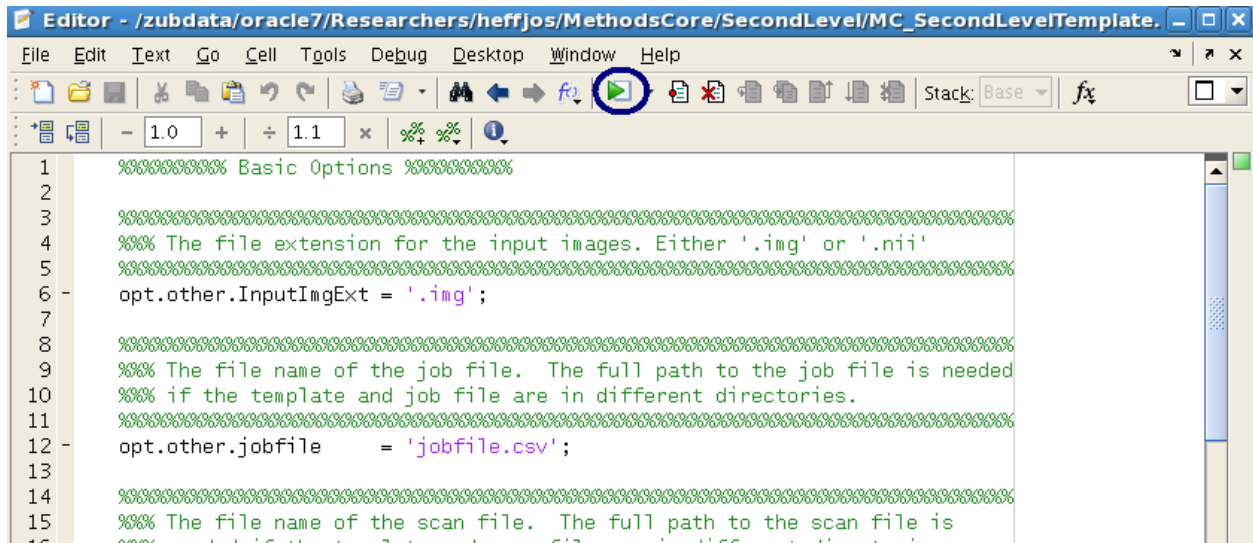 Editor - /zubdata/oracle7/Researchers/heffjos/MethodsCore/SecondLevel/MC_SecondLevelTemplate.
File Edit Text Go Cell Tools Debug Desktop Window Help
Stack: Base fx
- 1.0 + ÷ 1.1 ×
1 %%%%%%%%% Basic Options %%%%%%%%%
2
3 %%%%%%%%%%%%%%%%%%%%%%%%%%%%%%%%%%%%%%%%%%%%%%%%%%%%%%%%%%%%%%%%%%%%%%%
4 %%% The file extension for the input images. Either '.img' or '.nii'
5 %%%%%%%%%%%%%%%%%%%%%%%%%%%%%%%%%%%%%%%%%%%%%%%%%%%%%%%%%%%%%%%%%%%%%%%
6 - opt.other.InputImgExt = '.img';
7
8 %%%%%%%%%%%%%%%%%%%%%%%%%%%%%%%%%%%%%%%%%%%%%%%%%%%%%%%%%%%%%%%%%%%%%%%
9 %%% The file name of the job file.  The full path to the job file is needed
10 %%% if the template and job file are in different directories.
11 %%%%%%%%%%%%%%%%%%%%%%%%%%%%%%%%%%%%%%%%%%%%%%%%%%%%%%%%%%%%%%%%%%%%%%%
12 - opt.other.jobfile    = 'jobfile.csv';
13
14 %%%%%%%%%%%%%%%%%%%%%%%%%%%%%%%%%%%%%%%%%%%%%%%%%%%%%%%%%%%%%%%%%%%%%%%
15 %%% The file name of the scan file.  The full path to the scan file is